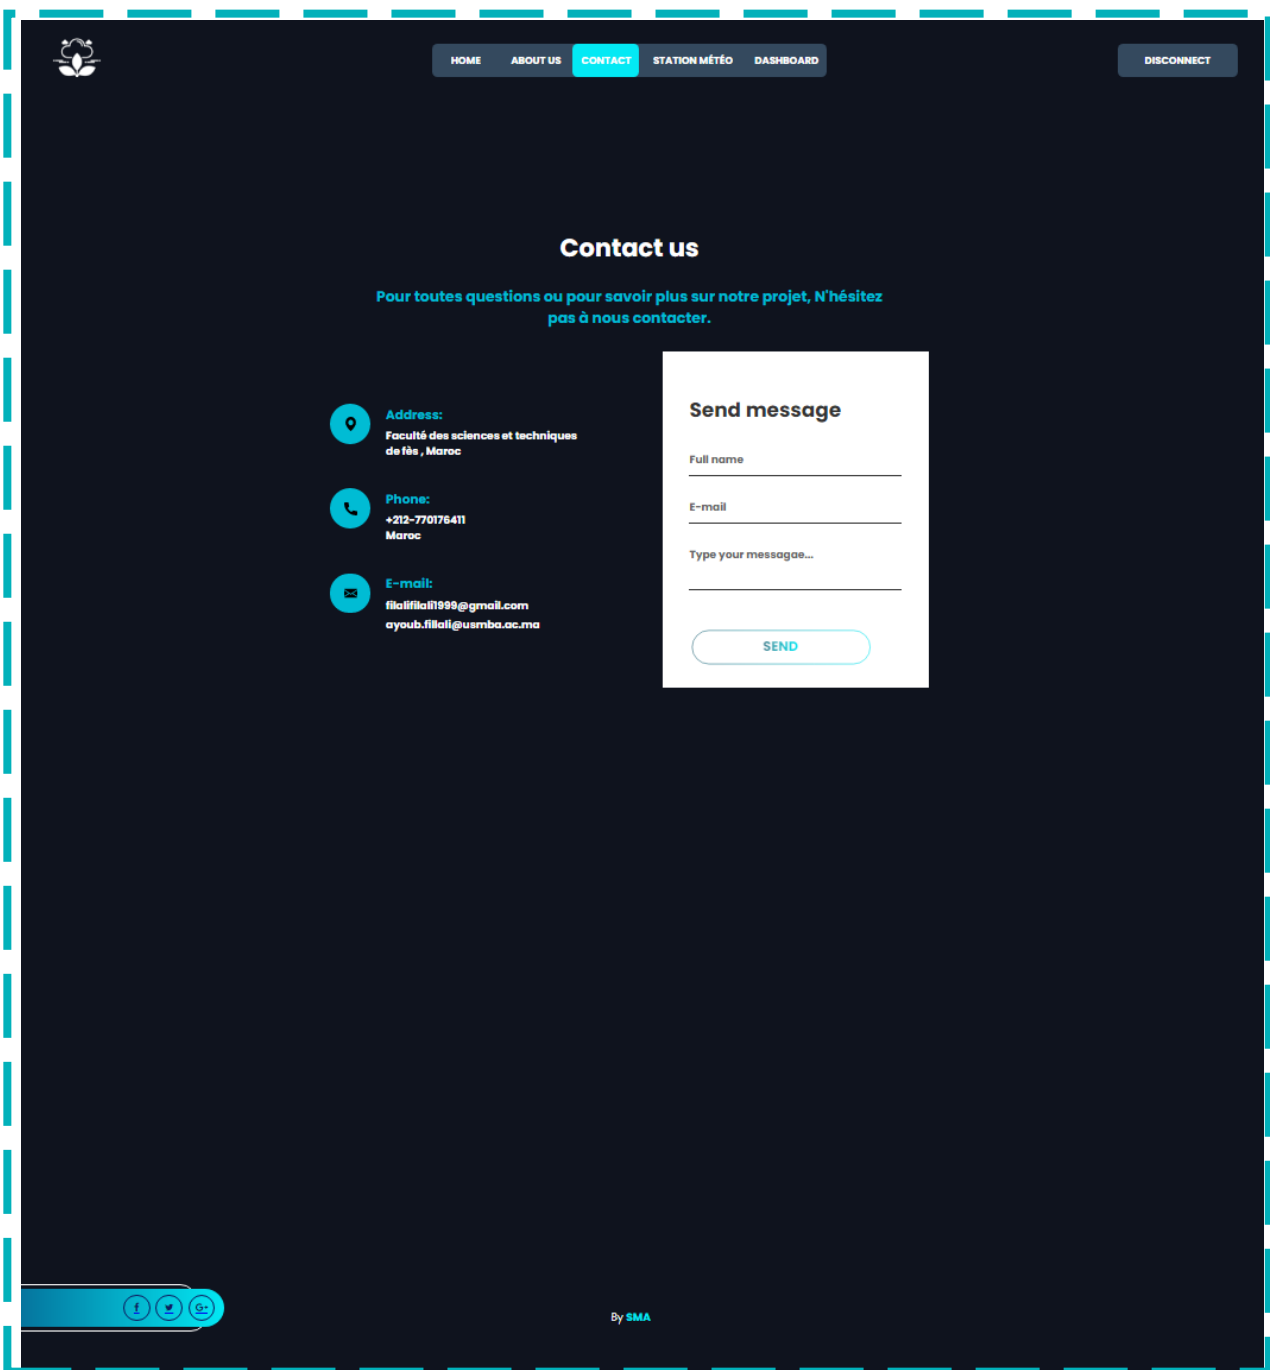 HOME ABOUT US CONTACT STATION MÉTÉO DASHBOARD DISCONNECT
Contact us
Pour toutes questions ou pour savoir plus sur notre projet, N'hésitez
pas à nous contacter.
Address:
Faculté des sciences et techniques
de fès , Maroc
Phone:
+212-770176411
Maroc
E-mail:
filalifilali1999@gmail.com
ayoub.fillali@usmba.ac.ma
Send message
Full name
E-mail
Type your messagae...
SEND
f G+
By SMA